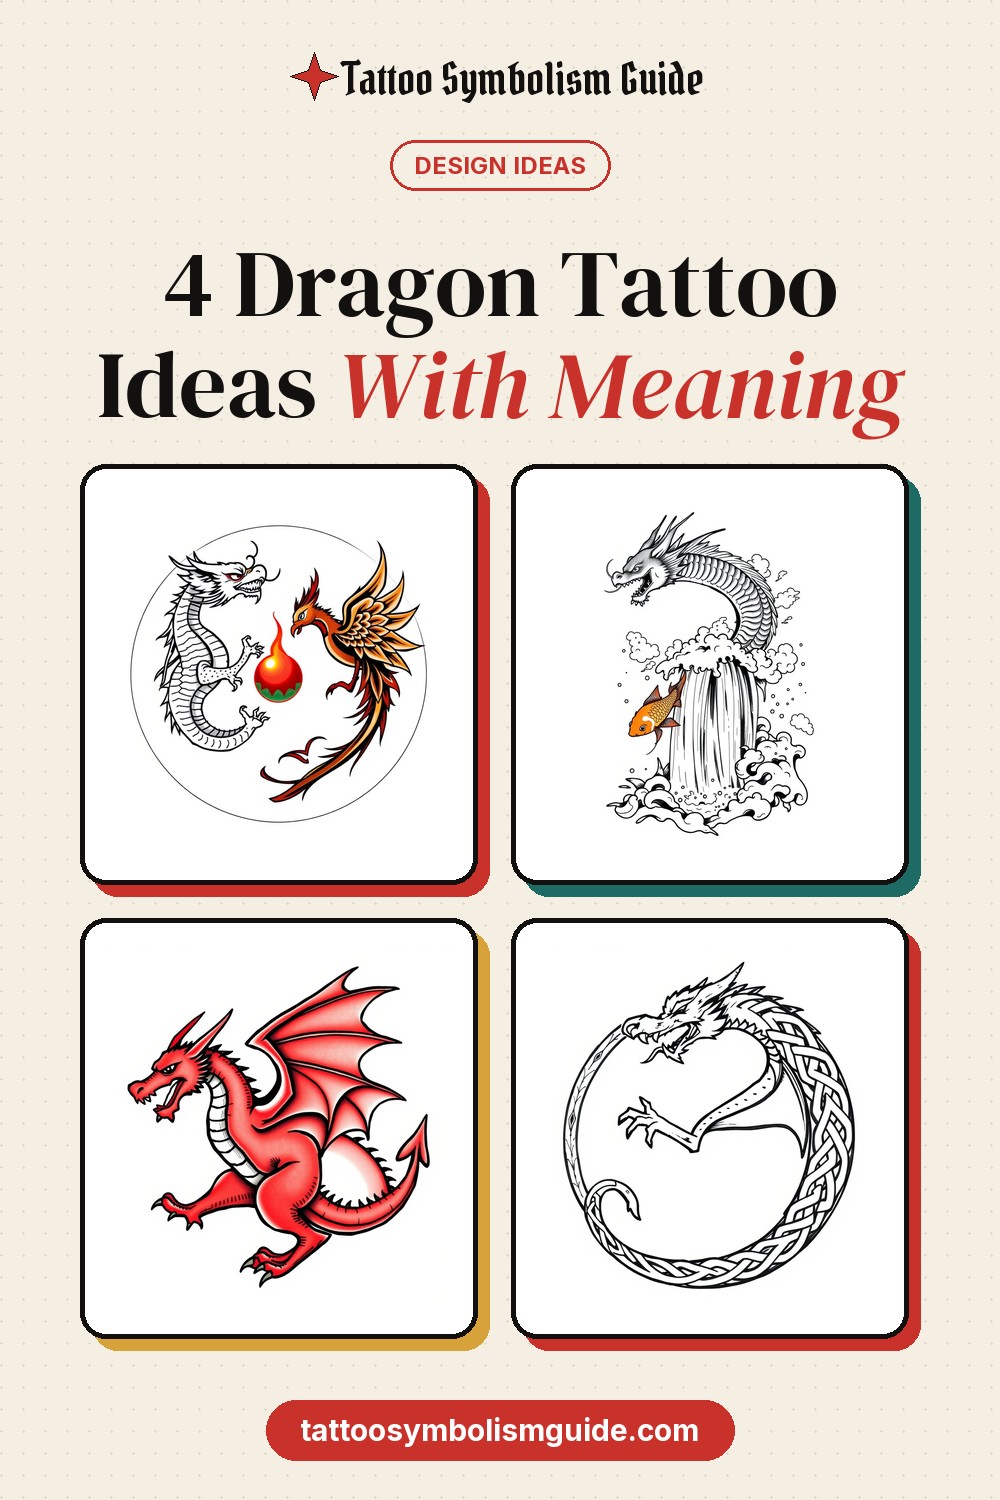 Tattoo Symbolism Guide
DESIGN IDEAS
4 Dragon Tattoo
Ideas With Meaning
tattoosymbolismguide.com